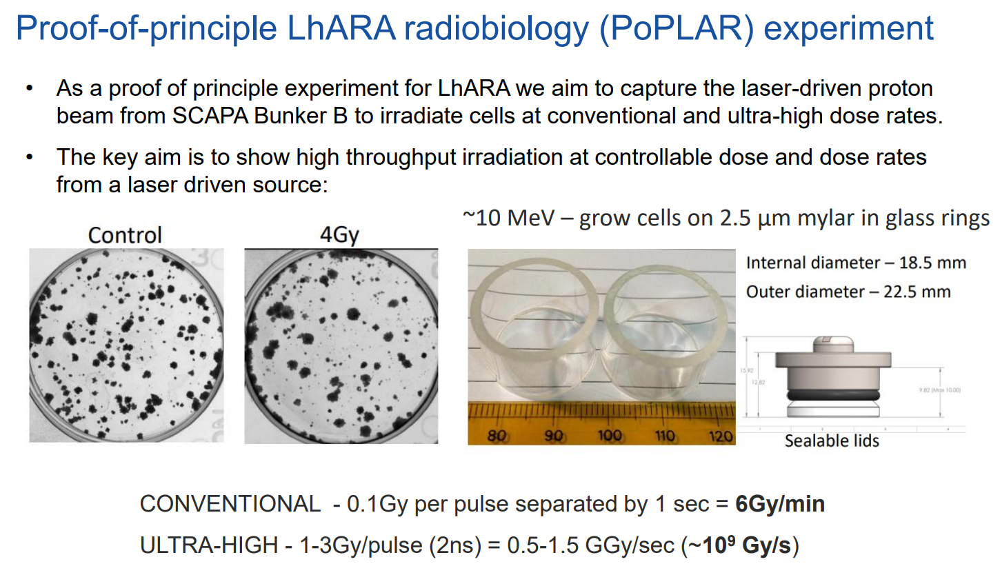 Proof-of-principle LhARA radiobiology (PoPLAR) experiment
• As a proof of principle experiment for LhARA we aim to capture the laser-driven proton
beam from SCAPA Bunker B to irradiate cells at conventional and ultra-high dose rates.
• The key aim is to show high throughput irradiation at controllable dose and dose rates
from a laser driven source:
~10 MeV – grow cells on 2.5 µm mylar in glass rings
Control
4Gy
Internal diameter – 18.5 mm
Outer diameter – 22.5 mm
15.92
12.82
9.82 (Max 10.00)
80 90 100 110 120
Sealable lids
CONVENTIONAL - 0.1Gy per pulse separated by 1 sec = 6Gy/min
ULTRA-HIGH - 1-3Gy/pulse (2ns) = 0.5-1.5 GGy/sec (~10⁹ Gy/s)